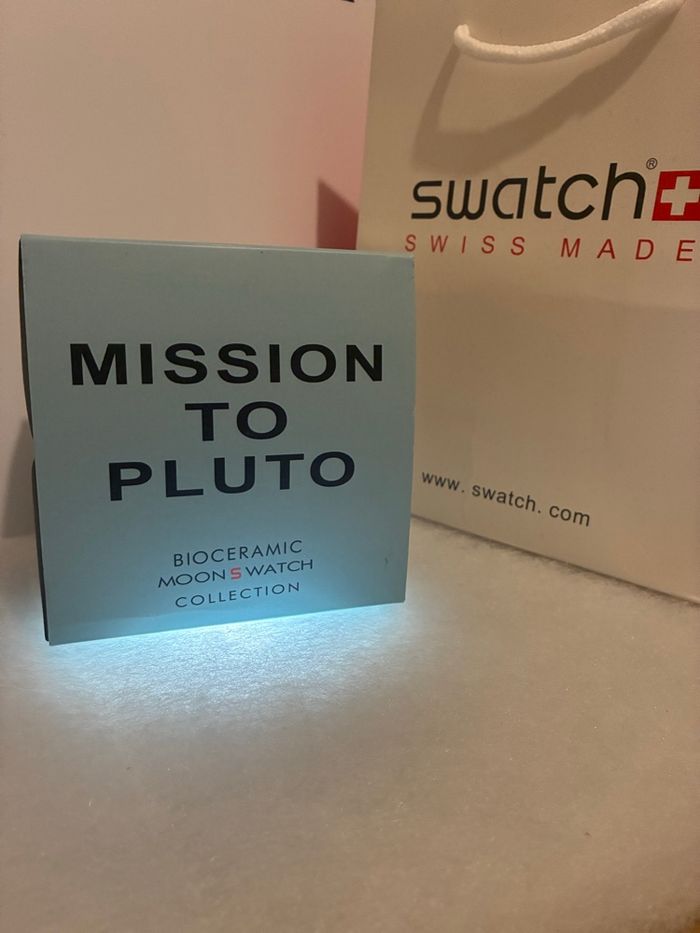 MISSION
TO
PLUTO
BIOCERAMIC
MOONSWATCH
COLLECTION
swatch®
SWISS MADE
www. swatch. com